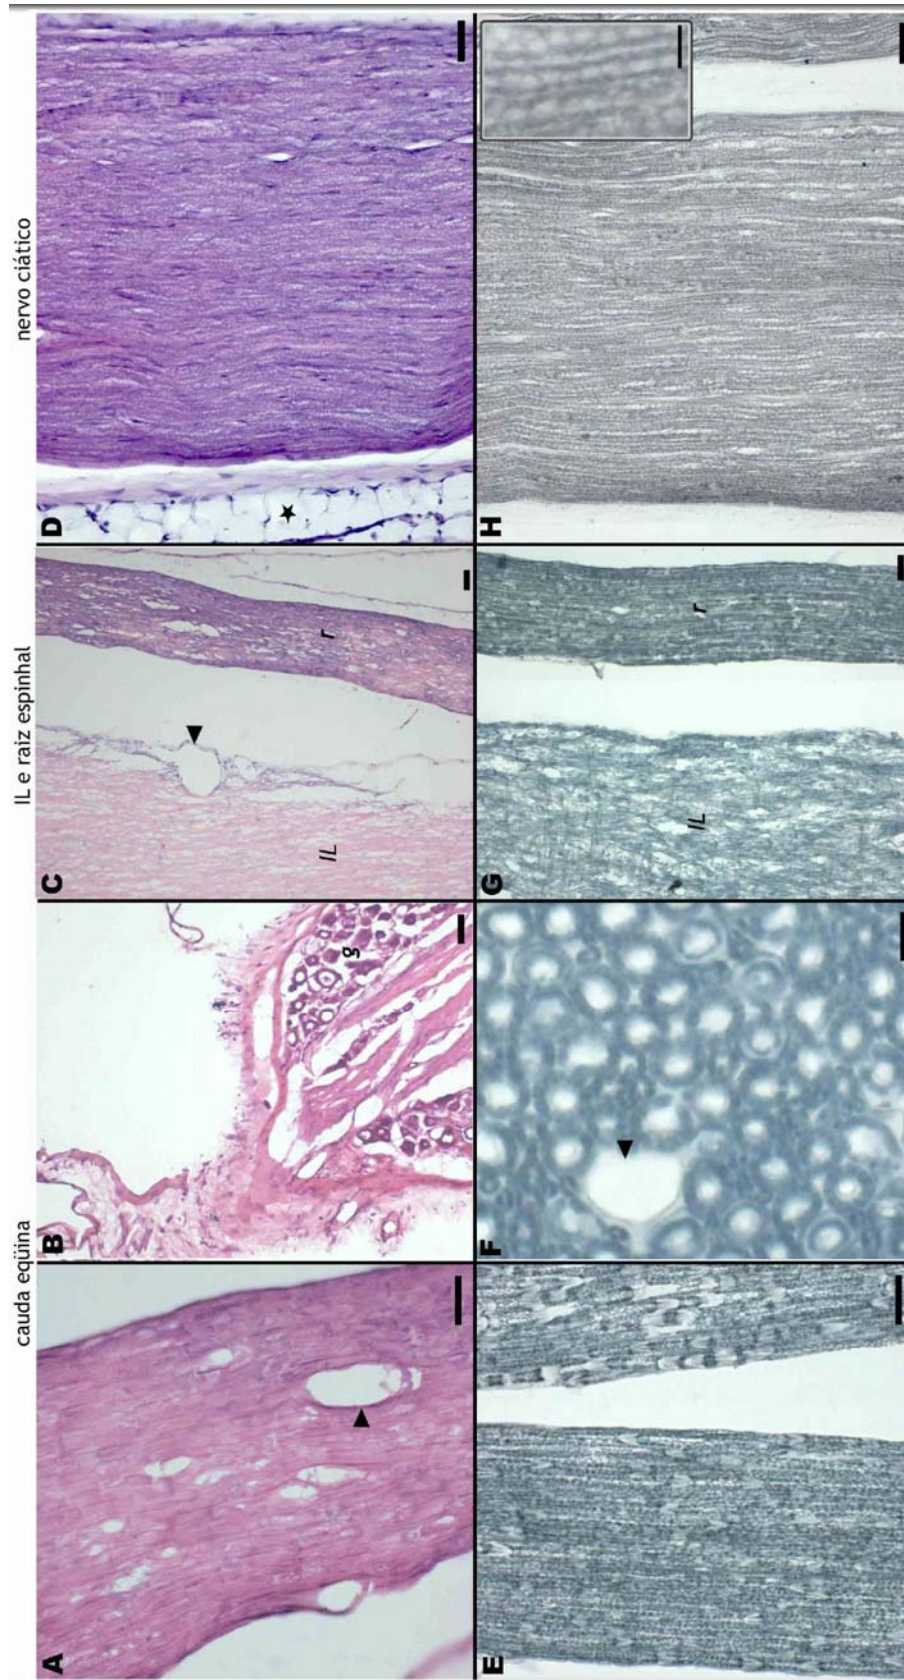 cauda eqüina
IL e raiz espinhal
nervo ciático
A
B
g
C
IL
r
D
E
F
G
IL
r
H